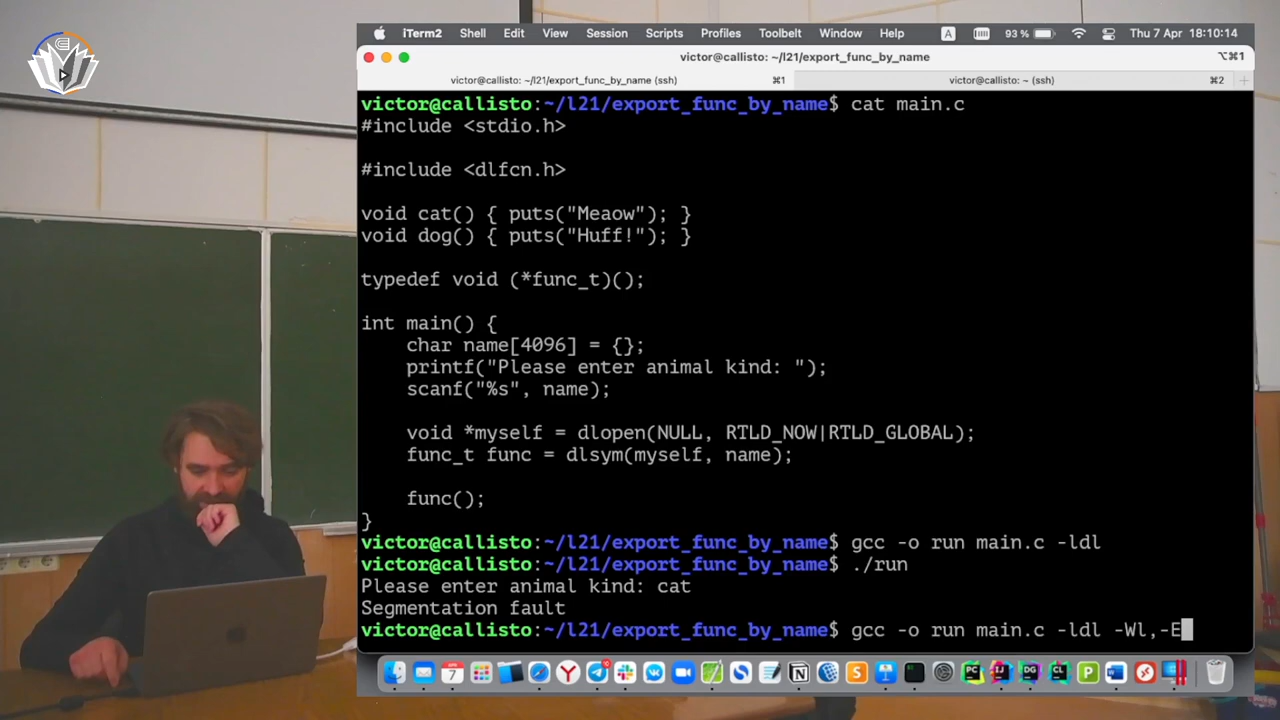 iTerm2 Shell Edit View Session Scripts Profiles Toolbelt Window Help A 93 % Thu 7 Apr 18:10:14
victor@callisto: ~/l21/export_func_by_name ⌥⌘1
victor@callisto: ~/l21/export_func_by_name (ssh) ⌘1 victor@callisto: ~ (ssh) ⌘2 +
victor@callisto:~/l21/export_func_by_name$ cat main.c
#include <stdio.h>
#include <dlfcn.h>
void cat() { puts("Meaow"); }
void dog() { puts("Huff!"); }
typedef void (*func_t)();
int main() {
    char name[4096] = {};
    printf("Please enter animal kind: ");
    scanf("%s", name);
    void *myself = dlopen(NULL, RTLD_NOW|RTLD_GLOBAL);
    func_t func = dlsym(myself, name);
    func();
}
victor@callisto:~/l21/export_func_by_name$ gcc -o run main.c -ldl
victor@callisto:~/l21/export_func_by_name$ ./run
Please enter animal kind: cat
Segmentation fault
victor@callisto:~/l21/export_func_by_name$ gcc -o run main.c -ldl -Wl,-E